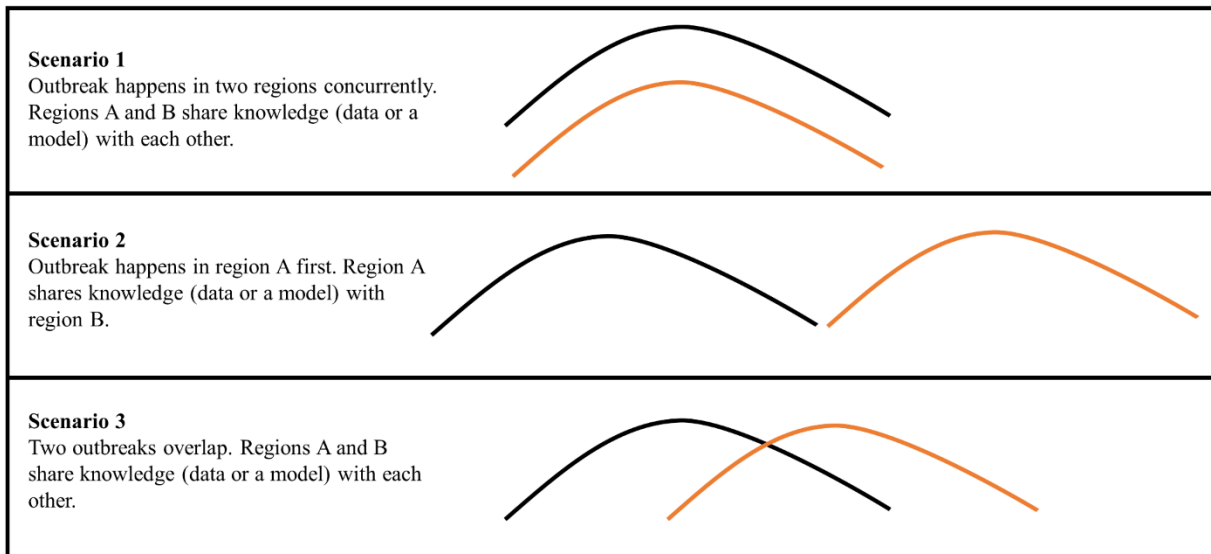 Scenario 1
Outbreak happens in two regions concurrently.
Regions A and B share knowledge (data or a
model) with each other.
Scenario 2
Outbreak happens in region A first. Region A
shares knowledge (data or a model) with
region B.
Scenario 3
Two outbreaks overlap. Regions A and B
share knowledge (data or a model) with each
other.